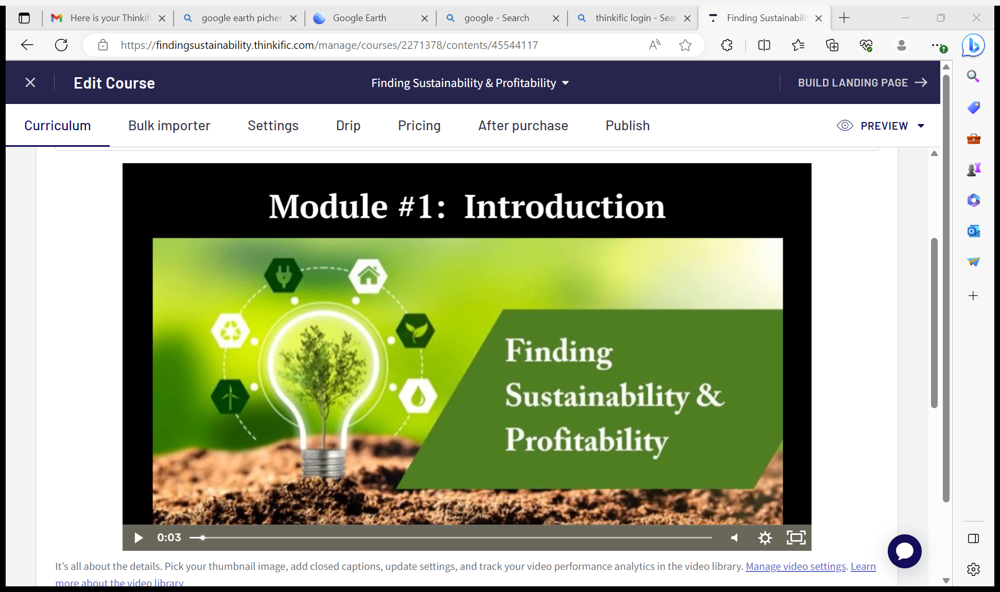 Here is your Thinkifi
google earth picher
Google Earth
google - Search
thinkific login - Sear
Finding Sustainabilit
https://findingsustainability.thinkific.com/manage/courses/2271378/contents/45544117
Edit Course
Finding Sustainability & Profitability
BUILD LANDING PAGE
Curriculum
Bulk importer
Settings
Drip
Pricing
After purchase
Publish
PREVIEW
Module #1: Introduction
Finding
Sustainability &
Profitability
0:03
It's all about the details. Pick your thumbnail image, add closed captions, update settings, and track your video performance analytics in the video library. Manage video settings. Learn
more about the video library